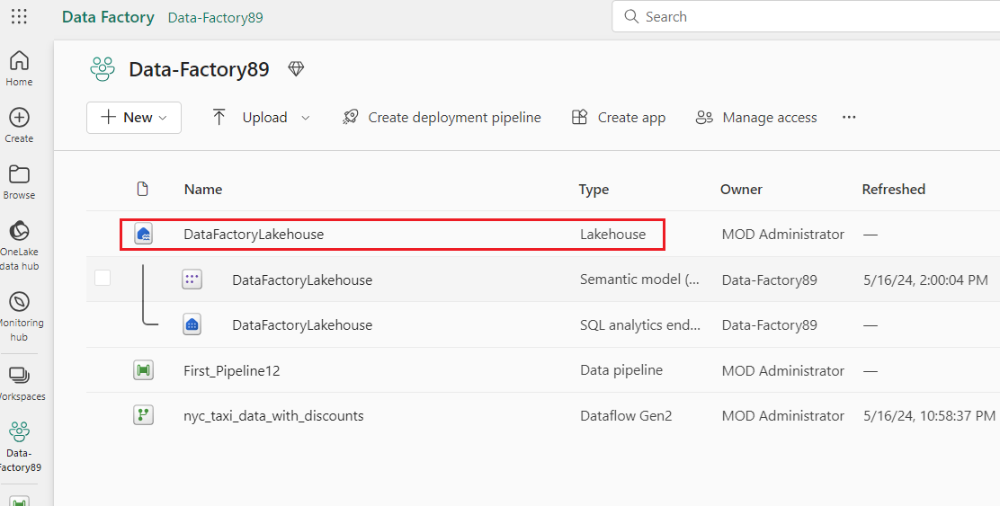 Data Factory Data-Factory89 Search
Home
Create
Browse
OneLake
data hub
Monitoring
hub
Workspaces
Data-
Factory89
Data-Factory89
New Upload Create deployment pipeline Create app Manage access ...
Name Type Owner Refreshed
DataFactoryLakehouse Lakehouse MOD Administrator —
DataFactoryLakehouse Semantic model (... Data-Factory89 5/16/24, 2:00:04 PM
DataFactoryLakehouse SQL analytics end... Data-Factory89 —
First_Pipeline12 Data pipeline MOD Administrator —
nyc_taxi_data_with_discounts Dataflow Gen2 MOD Administrator 5/16/24, 10:58:37 PM